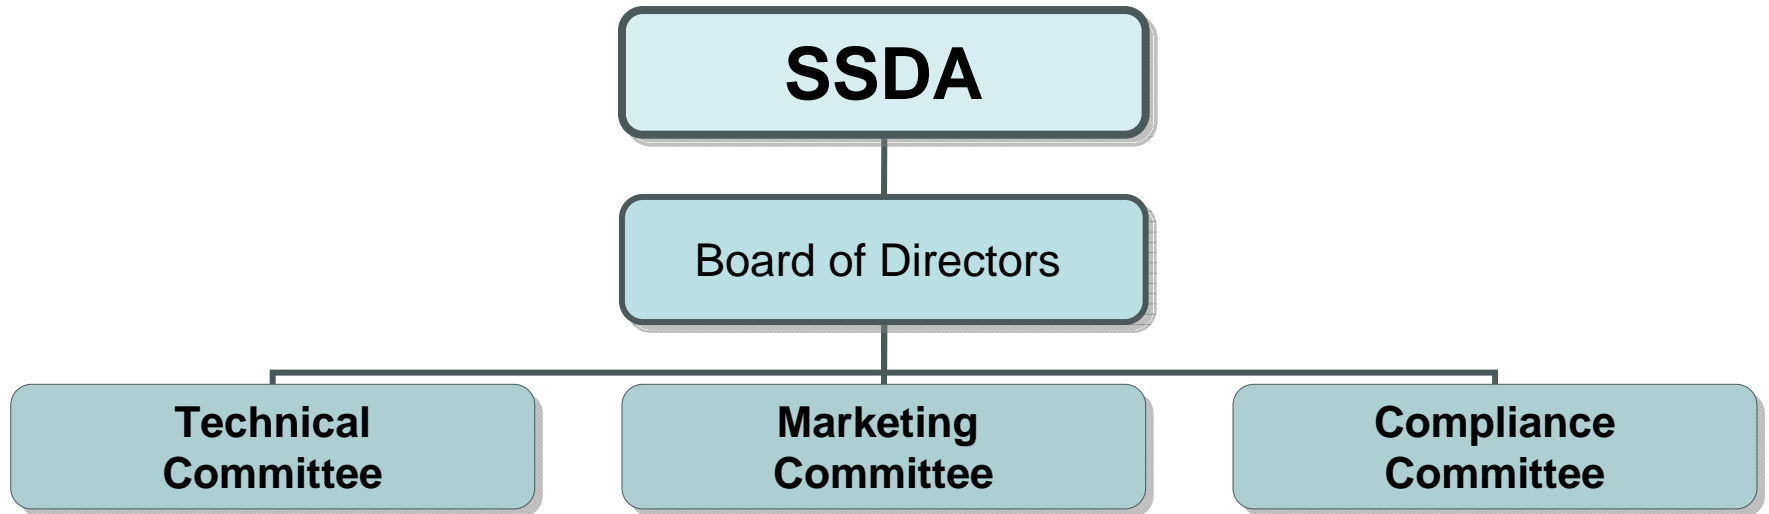 SSDA
Board of Directors
Technical
Committee
Marketing
Committee
Compliance
Committee